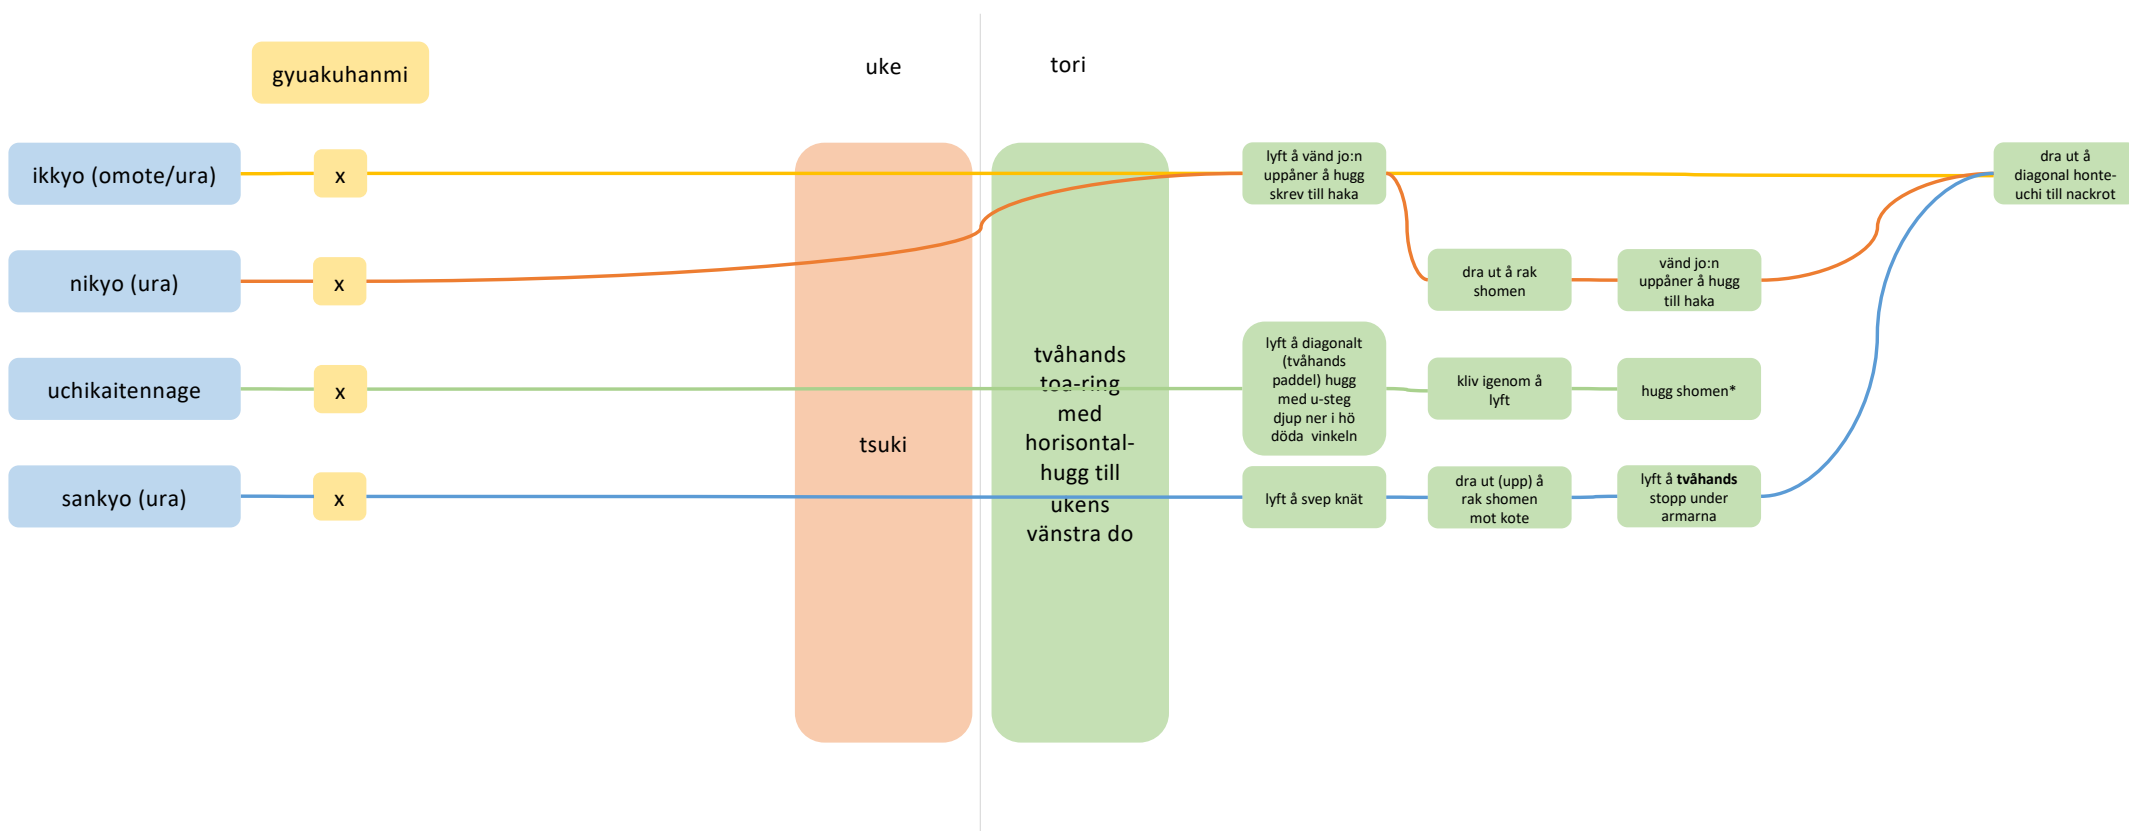 gyuakuhanmi
uke
tori
ikkyo (omote/ura)
x
lyft å vänd jo:n
uppåner å hugg
skrev till haka
dra ut å
diagonal honte-
uchi till nackrot
nikyo (ura)
x
dra ut å rak
shomen
vänd jo:n
uppåner å hugg
till haka
uchikaitennage
x
tsuki
tvåhands
toa-ring
med
horisontal-
hugg till
ukens
vänstra do
lyft å diagonalt
(tvåhands
paddel) hugg
med u-steg
djup ner i hö
döda vinkeln
kliv igenom å
lyft
hugg shomen*
sankyo (ura)
x
lyft å svep knät
dra ut (upp) å
rak shomen
mot kote
lyft å tvåhands
stopp under
armarna